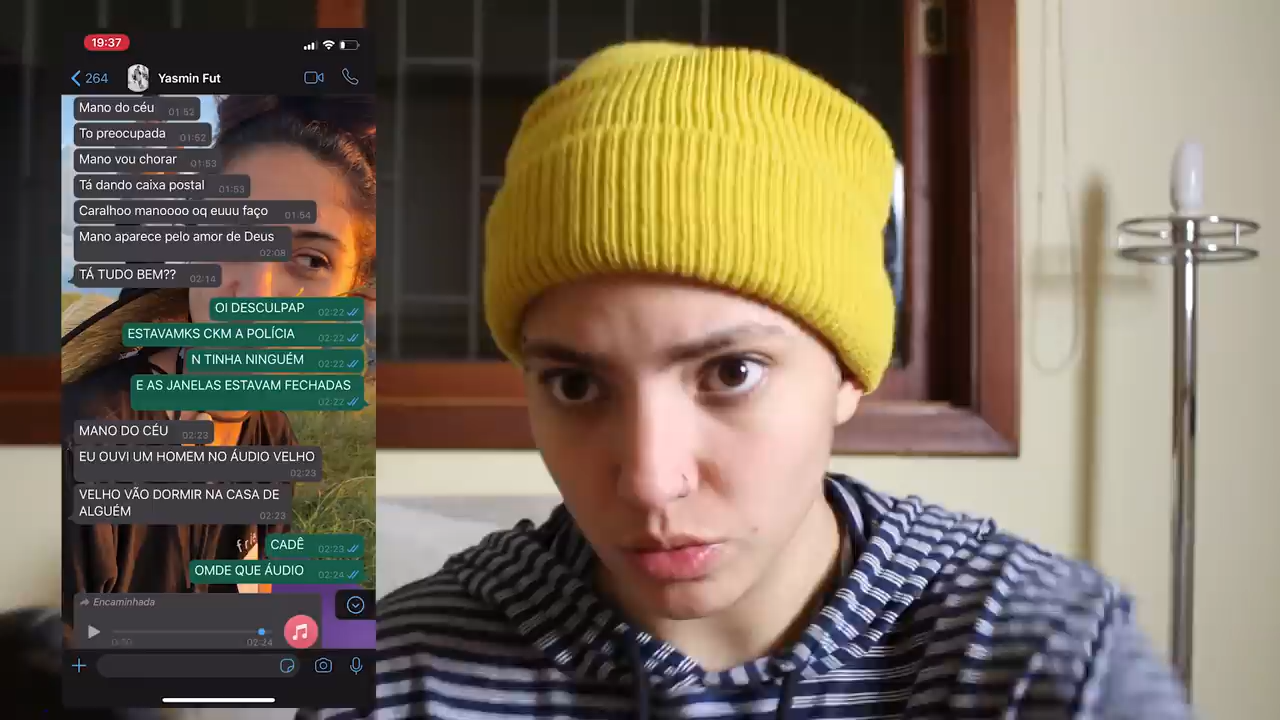 19:37
264
Yasmin Fut
Mano do céu 01:52
To preocupada 01:52
Mano vou chorar 01:53
Tá dando caixa postal 01:53
Caralhoo manoooo oq euuu faço 01:54
Mano aparece pelo amor de Deus
02:08
TÁ TUDO BEM?? 02:14
OI DESCULPAP 02:22
ESTAVAMKS CKM A POLÍCIA 02:22
N TINHA NINGUÉM 02:22
E AS JANELAS ESTAVAM FECHADAS
02:22
MANO DO CÉU 02:23
EU OUVI UM HOMEM NO ÁUDIO VELHO
02:23
VELHO VÃO DORMIR NA CASA DE
ALGUÉM 02:23
CADÊ 02:23
OMDE QUE ÁUDIO 02:24
Encaminhada
0:00 02:24